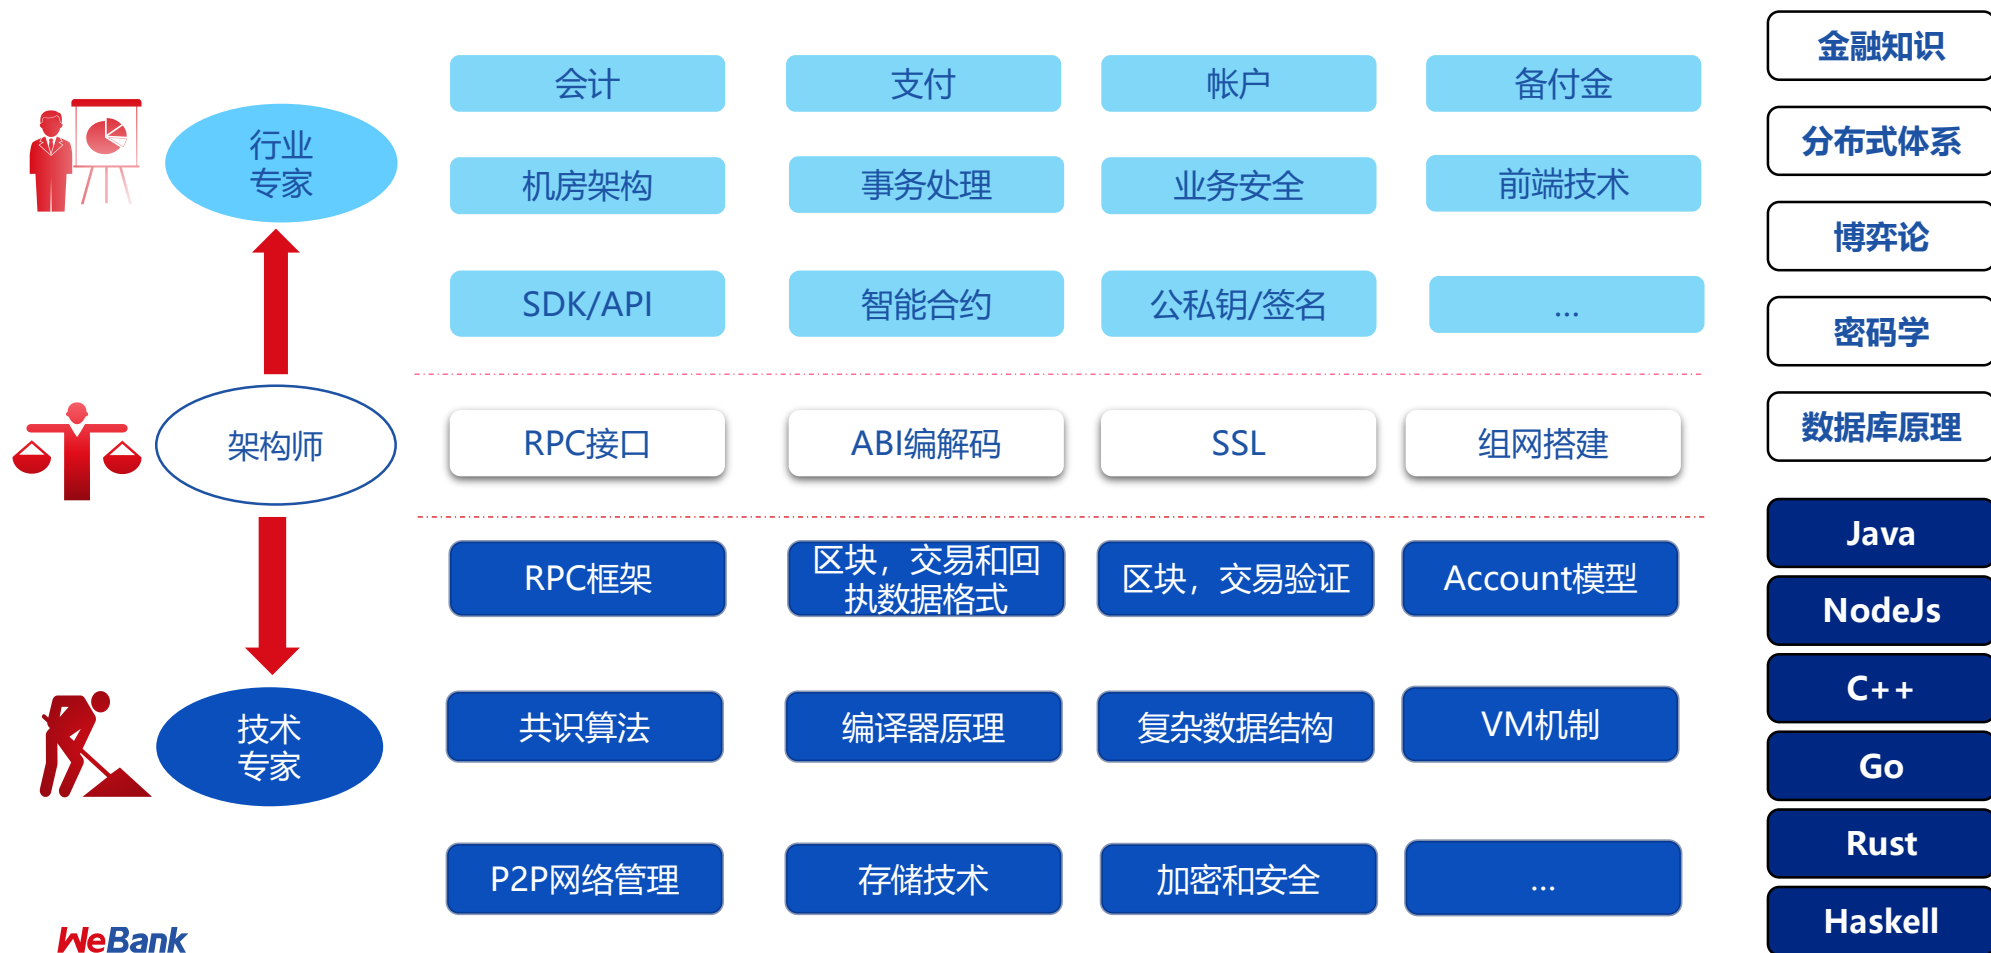 行业
专家
会计
支付
帐户
备付金
机房架构
事务处理
业务安全
前端技术
SDK/API
智能合约
公私钥/签名
...
架构师
RPC接口
ABI编解码
SSL
组网搭建
技术
专家
RPC框架
区块，交易和回
执数据格式
区块，交易验证
Account模型
共识算法
编译器原理
复杂数据结构
VM机制
P2P网络管理
存储技术
加密和安全
...
金融知识
分布式体系
博弈论
密码学
数据库原理
Java
NodeJs
C++
Go
Rust
Haskell
WeBank